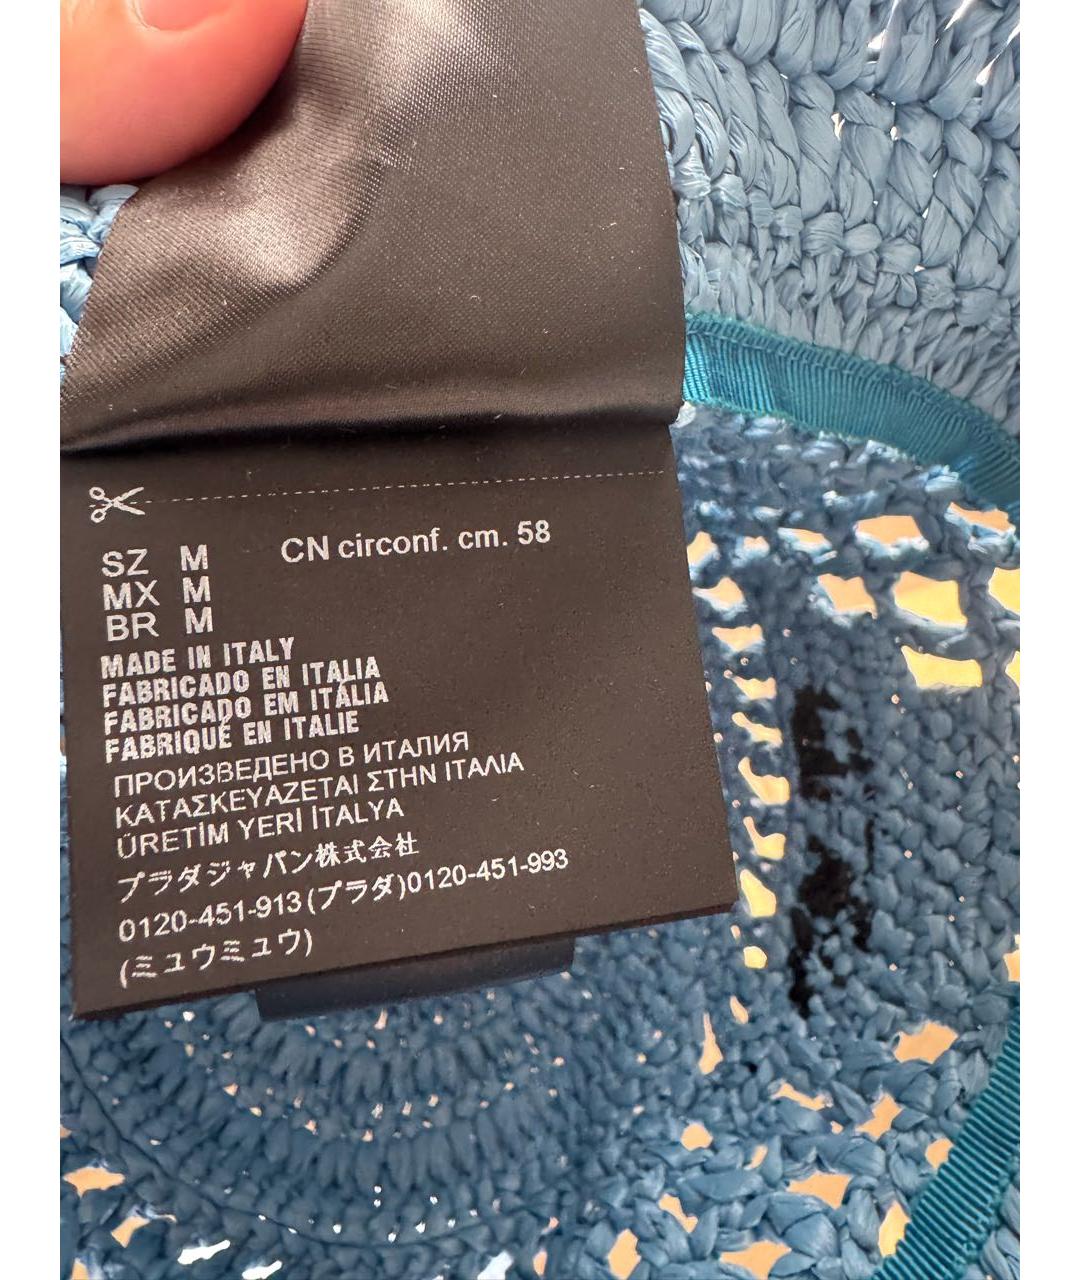 SZ M CN circonf. cm. 58
MX M
BR M
MADE IN ITALY
FABRICADO EN ITALIA
FABRICADO EM ITÁLIA
FABRIQUÉ EN ITALIE
ПРОИЗВЕДЕНО В ИТАЛИЯ
ΚΑΤΑΣΚΕΥΑΖΕΤΑΙ ΣΤΗΝ ΙΤΑΛΙΑ
ÜRETİM YERİ İTALYA
プラダジャパン株式会社
0120-451-913(プラダ)0120-451-993
(ミュウミュウ)